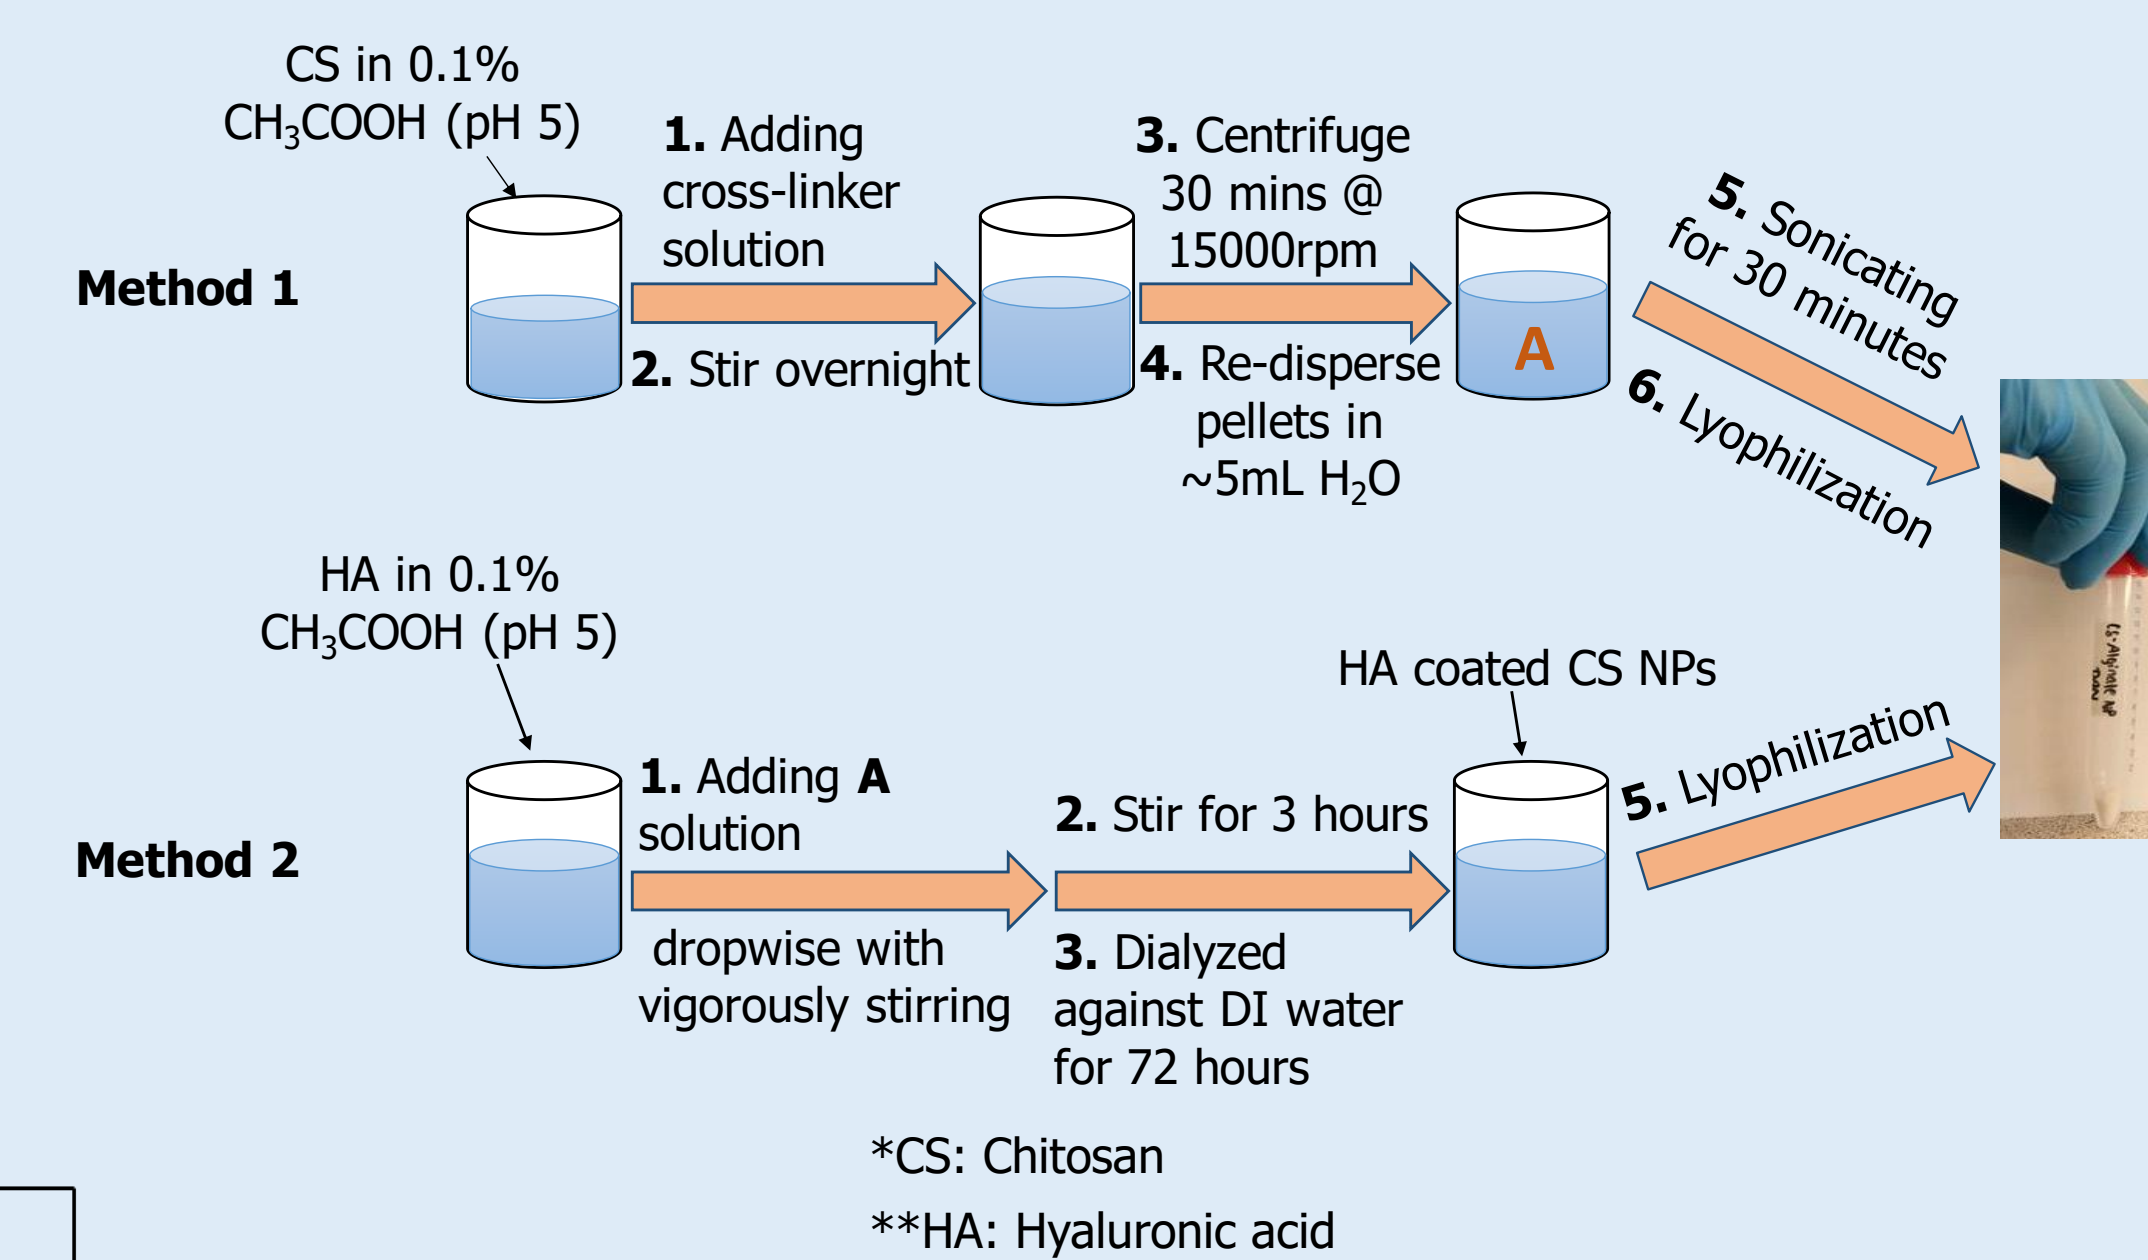 CS in 0.1%
CH₃COOH (pH 5)
Method 1
1. Adding
cross-linker
solution
2. Stir overnight
3. Centrifuge
30 mins @
15000rpm
4. Re-disperse
pellets in
~5mL H₂O
A
5. Sonicating
for 30 minutes
6. Lyophilization
HA in 0.1%
CH₃COOH (pH 5)
Method 2
1. Adding A
solution
dropwise with
vigorously stirring
2. Stir for 3 hours
3. Dialyzed
against DI water
for 72 hours
HA coated CS NPs
5. Lyophilization
CS-Alginate NP
*CS: Chitosan
**HA: Hyaluronic acid